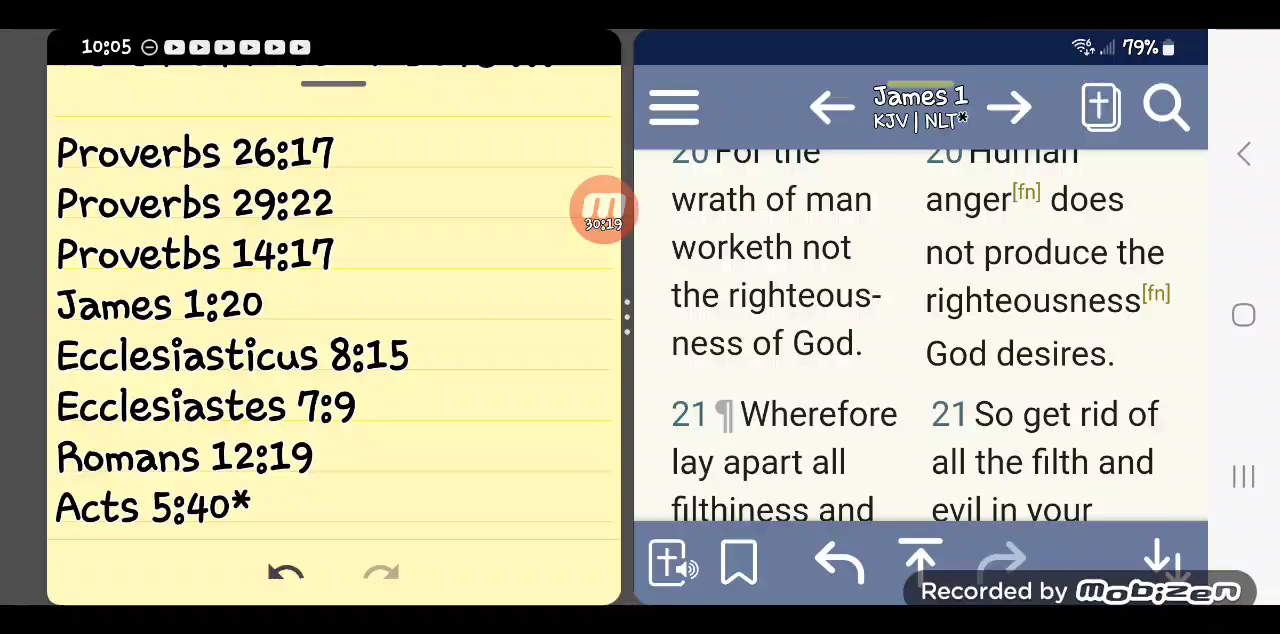 10:05
79%
Proverbs 26:17
Proverbs 29:22
Provetbs 14:17
James 1:20
Ecclesiasticus 8:15
Ecclesiastes 7:9
Romans 12:19
Acts 5:40*
30:19
James 1
KJV | NLT*
20 For the
wrath of man
worketh not
the righteous-
ness of God.
21 ¶ Wherefore
lay apart all
filthiness and
20 Human
anger[fn] does
not produce the
righteousness[fn]
God desires.
21 So get rid of
all the filth and
evil in your
Recorded by mobizen